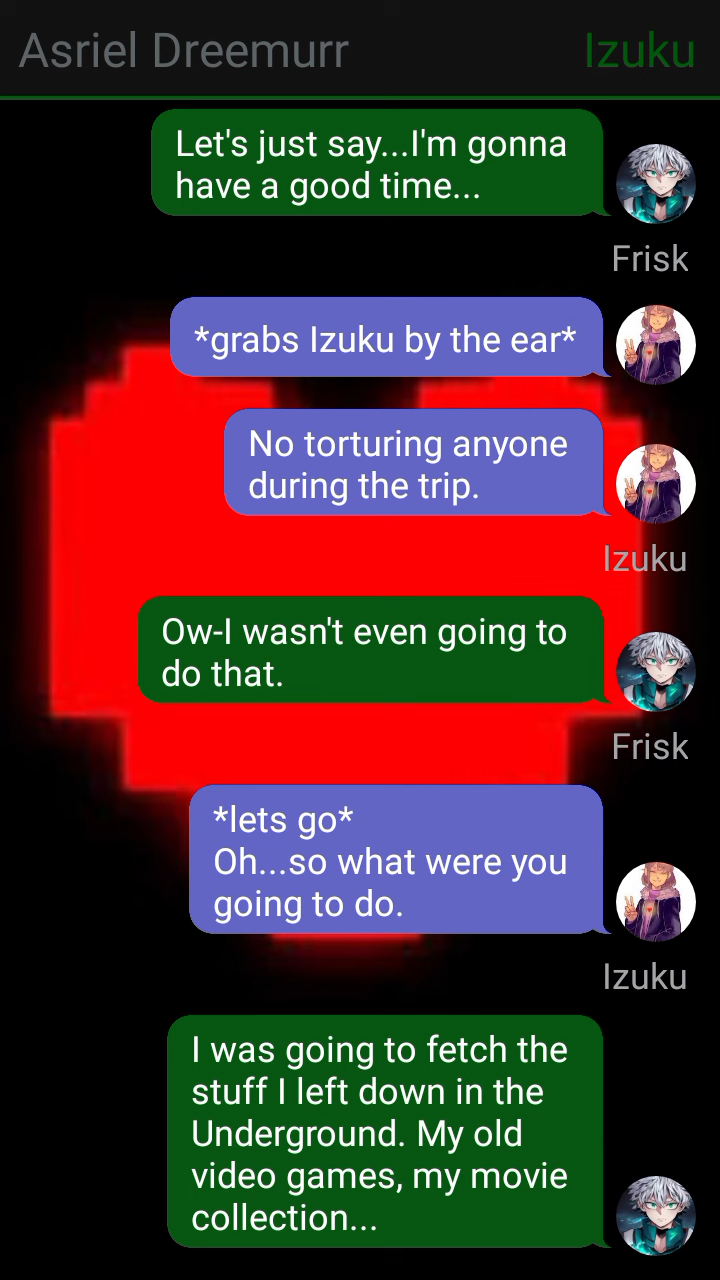 Asriel Dreemurr Izuku
Let's just say...I'm gonna
have a good time...
Frisk
*grabs Izuku by the ear*
No torturing anyone
during the trip.
Izuku
Ow-I wasn't even going to
do that.
Frisk
*lets go*
Oh...so what were you
going to do.
Izuku
I was going to fetch the
stuff I left down in the
Underground. My old
video games, my movie
collection...